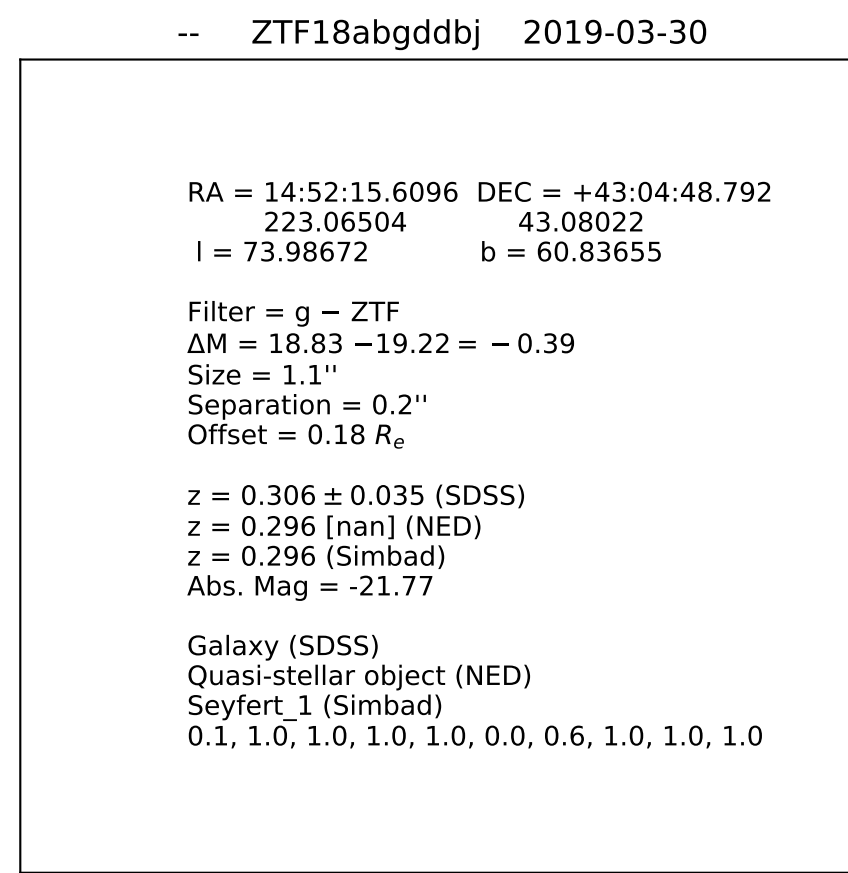 -- ZTF18abgddbj 2019-03-30
RA = 14:52:15.6096 DEC = +43:04:48.792
223.06504 43.08022
l = 73.98672 b = 60.83655
Filter = g − ZTF
ΔM = 18.83 −19.22 = − 0.39
Size = 1.1''
Separation = 0.2''
Offset = 0.18 Rₑ
z = 0.306 ± 0.035 (SDSS)
z = 0.296 [nan] (NED)
z = 0.296 (Simbad)
Abs. Mag = -21.77
Galaxy (SDSS)
Quasi-stellar object (NED)
Seyfert_1 (Simbad)
0.1, 1.0, 1.0, 1.0, 1.0, 0.0, 0.6, 1.0, 1.0, 1.0